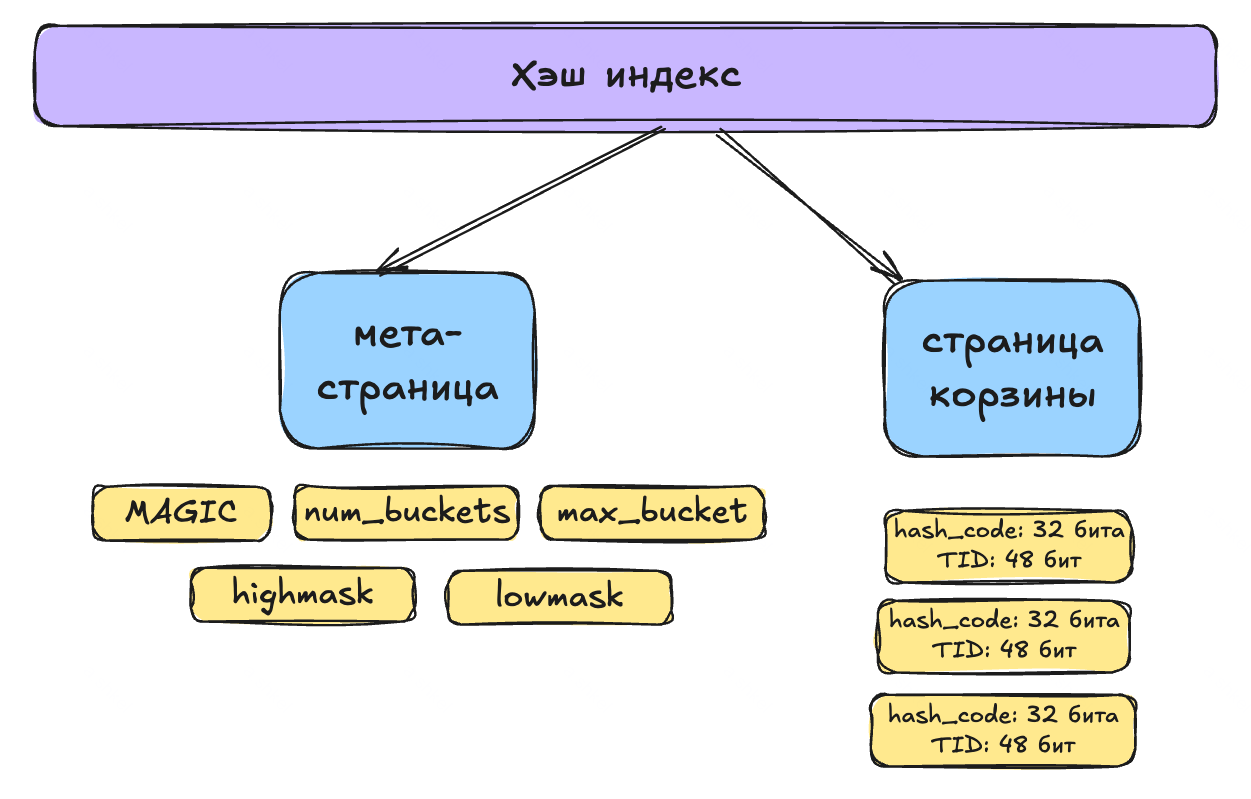 Хэш индекс
мета-
страница
страница
корзины
MAGIC
num_buckets
max_bucket
highmask
lowmask
hash_code: 32 бита
TID: 48 бит
hash_code: 32 бита
TID: 48 бит
hash_code: 32 бита
TID: 48 бит